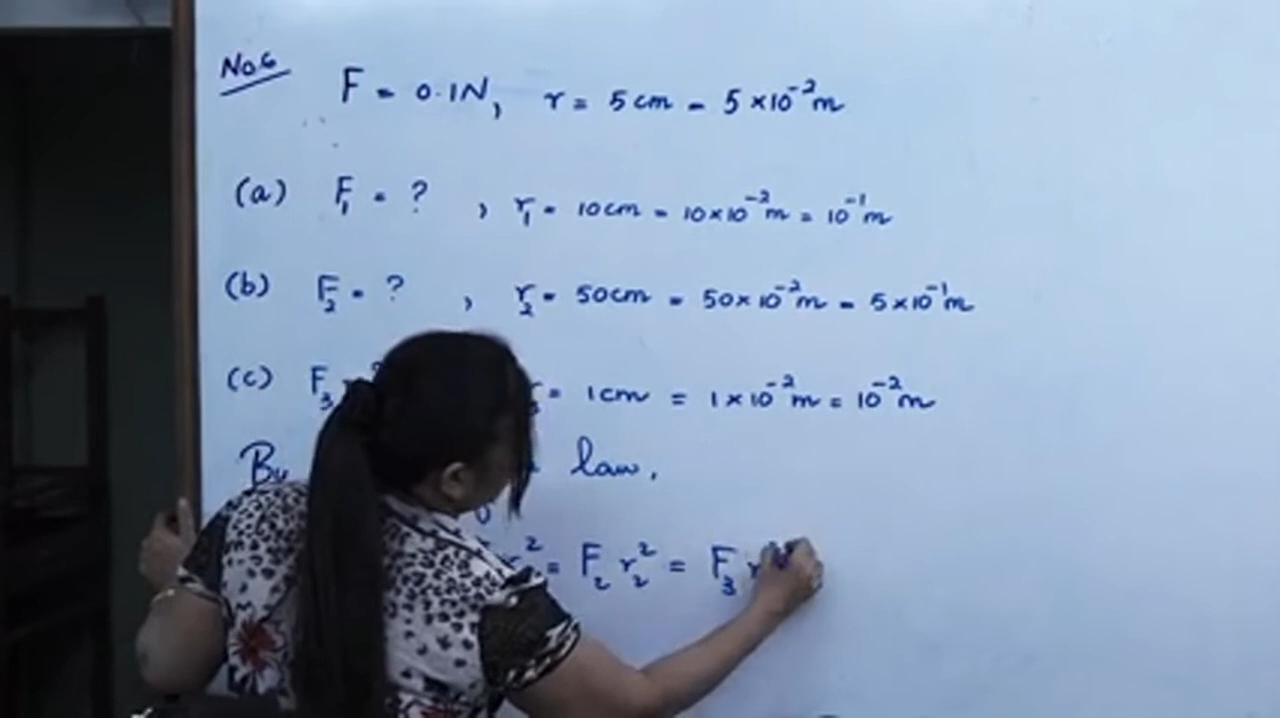 No.6
F = 0.1N, r = 5cm = 5×10⁻²m
(a) F₁ = ? , r₁ = 10cm = 10×10⁻²m = 10⁻¹m
(b) F₂ = ? , r₂ = 50cm = 50×10⁻²m = 5×10⁻¹m
(c) F₃ = 1cm = 1×10⁻²m = 10⁻²m
By law,
r² = F₂ r₂² = F₃